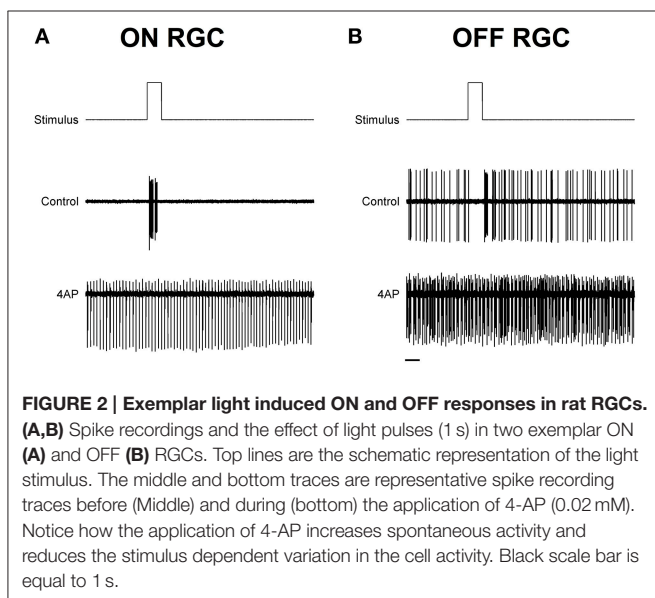 A ON RGC
B OFF RGC
Stimulus
Stimulus
Control
Control
4AP
4AP
FIGURE 2 | Exemplar light induced ON and OFF responses in rat RGCs.
(A,B) Spike recordings and the effect of light pulses (1 s) in two exemplar ON
(A) and OFF (B) RGCs. Top lines are the schematic representation of the light
stimulus. The middle and bottom traces are representative spike recording
traces before (Middle) and during (bottom) the application of 4-AP (0.02 mM).
Notice how the application of 4-AP increases spontaneous activity and
reduces the stimulus dependent variation in the cell activity. Black scale bar is
equal to 1 s.